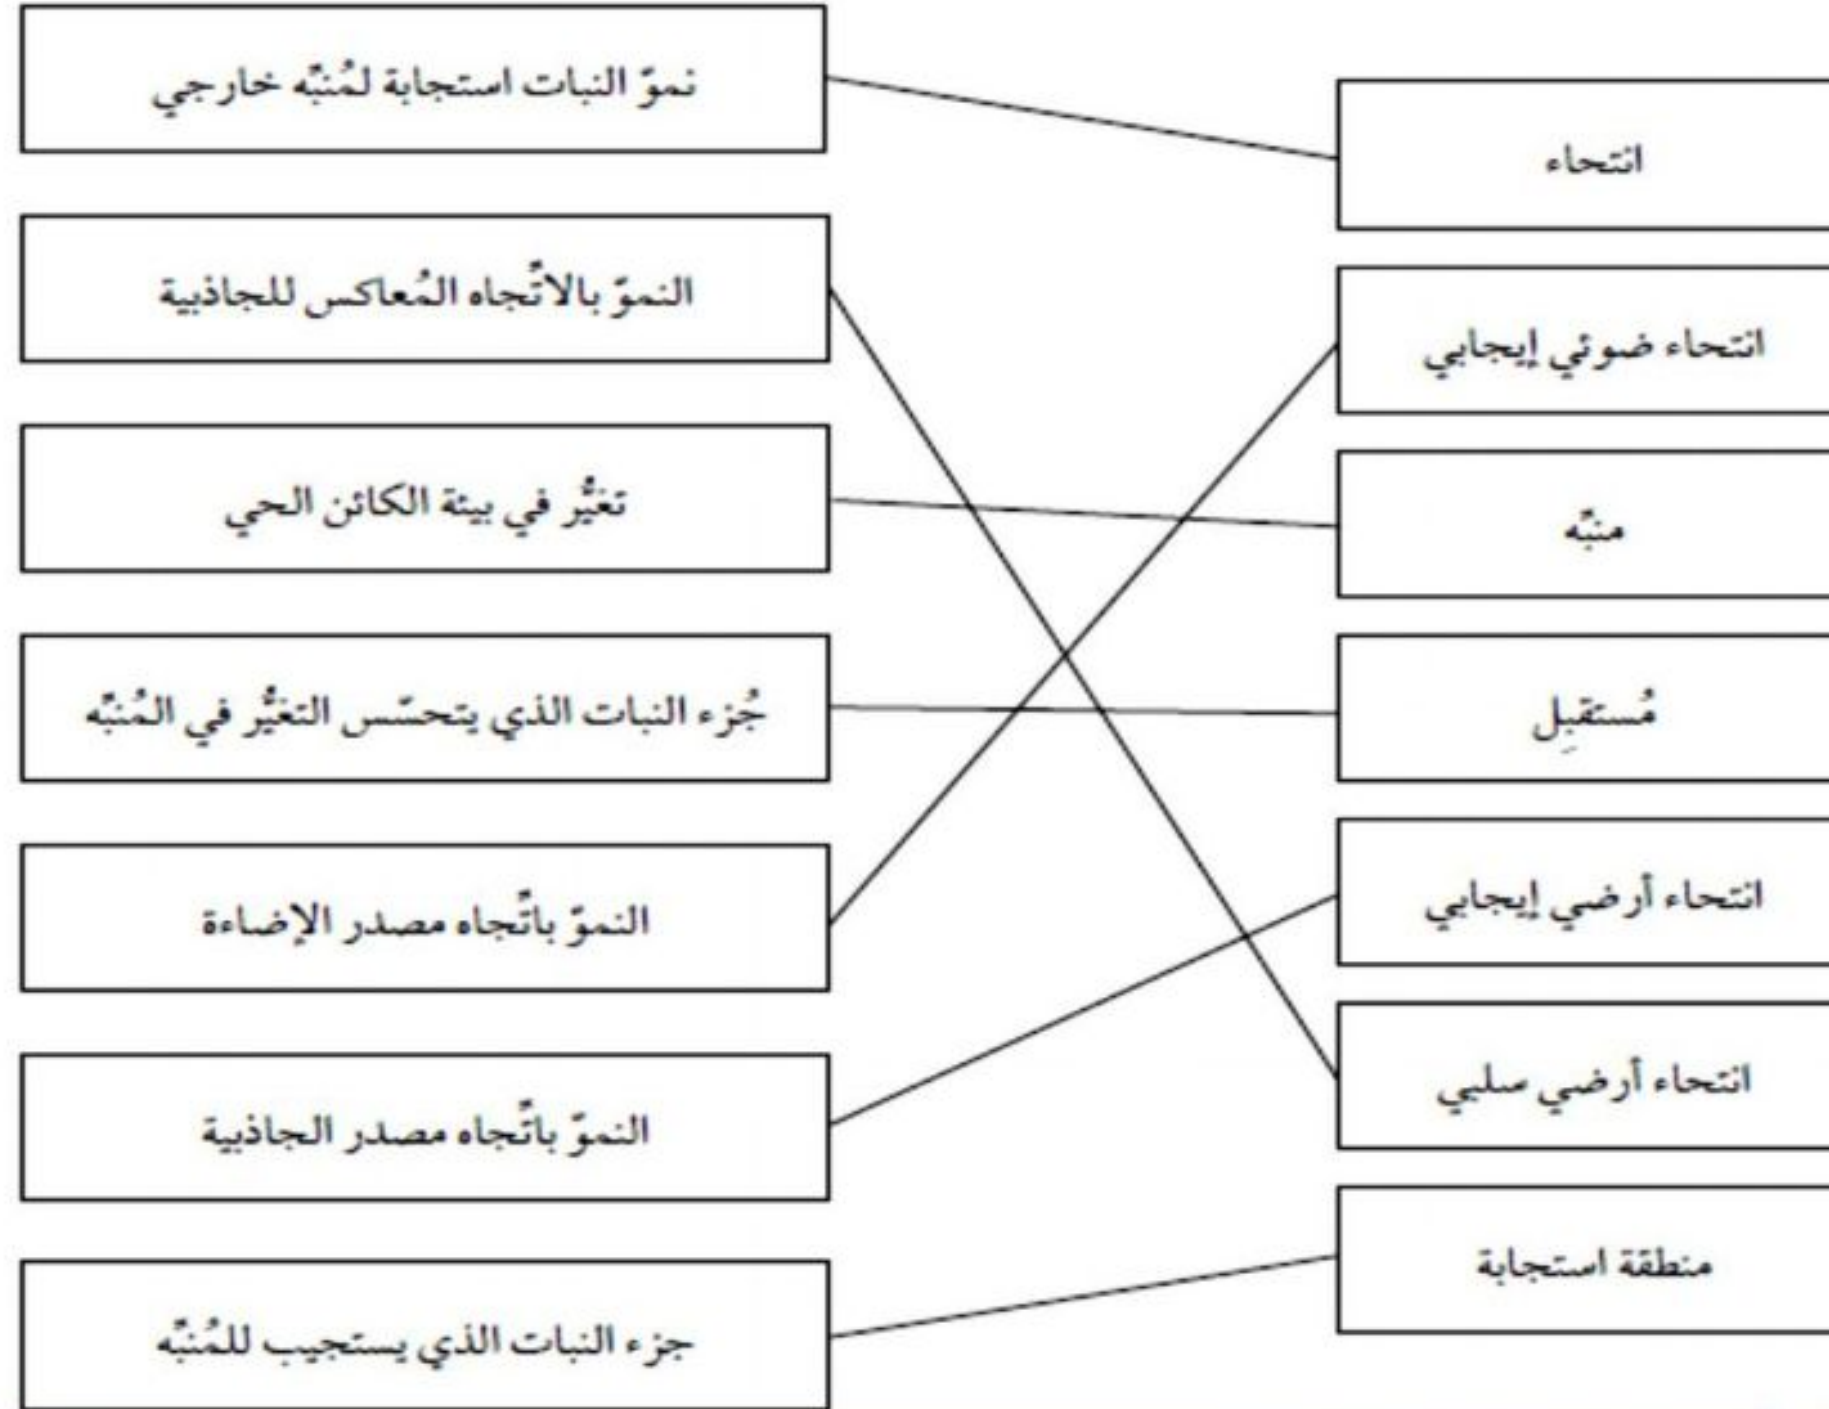 انتحاء
انتحاء ضوئي إيجابي
منبِّه
مُستقبِل
انتحاء أرضي إيجابي
انتحاء أرضي سلبي
منطقة استجابة
نموّ النبات استجابة لمُنبِّه خارجي
النموّ بالاتِّجاه المُعاكس للجاذبية
تغيُّر في بيئة الكائن الحي
جُزء النبات الذي يتحسّس التغيُّر في المُنبِّه
النموّ باتِّجاه مصدر الإضاءة
النموّ باتِّجاه مصدر الجاذبية
جزء النبات الذي يستجيب للمُنبِّه